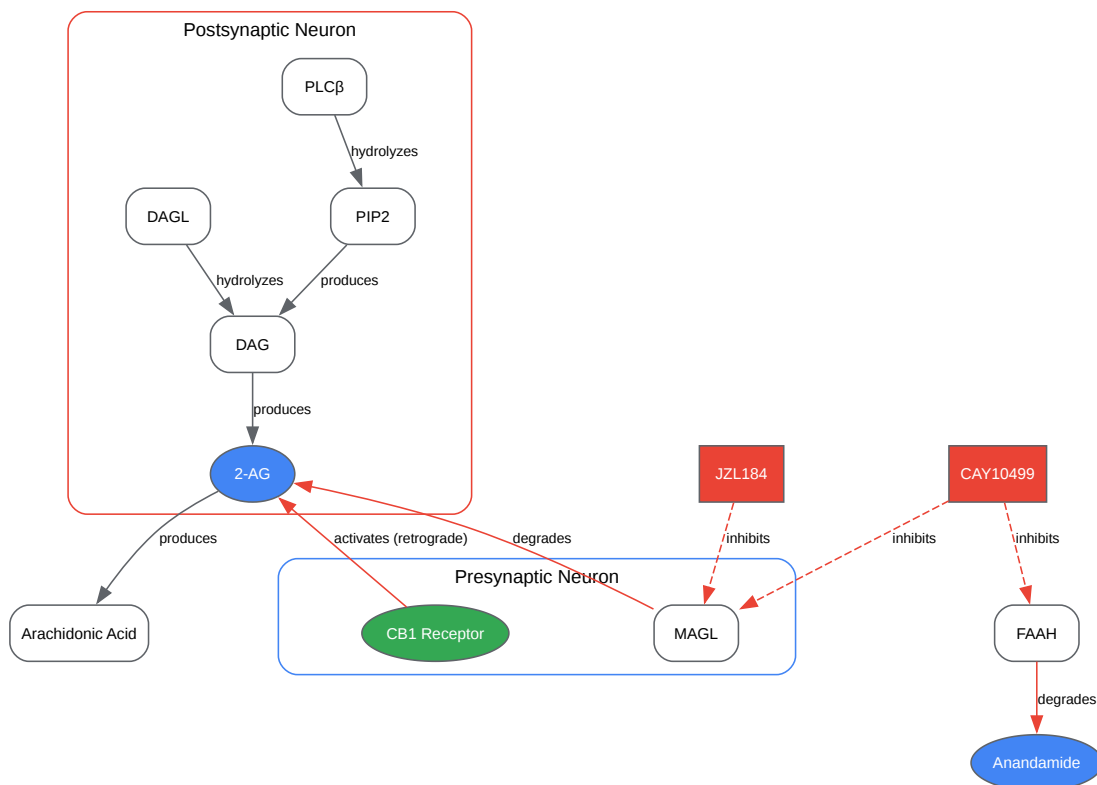 Postsynaptic Neuron
PLCβ
hydrolyzes
DAGL
PIP2
hydrolyzes
produces
DAG
produces
2-AG
JZL184
CAY10499
produces
activates (retrograde)
degrades
inhibits
inhibits
inhibits
Presynaptic Neuron
Arachidonic Acid
CB1 Receptor
MAGL
FAAH
degrades
Anandamide